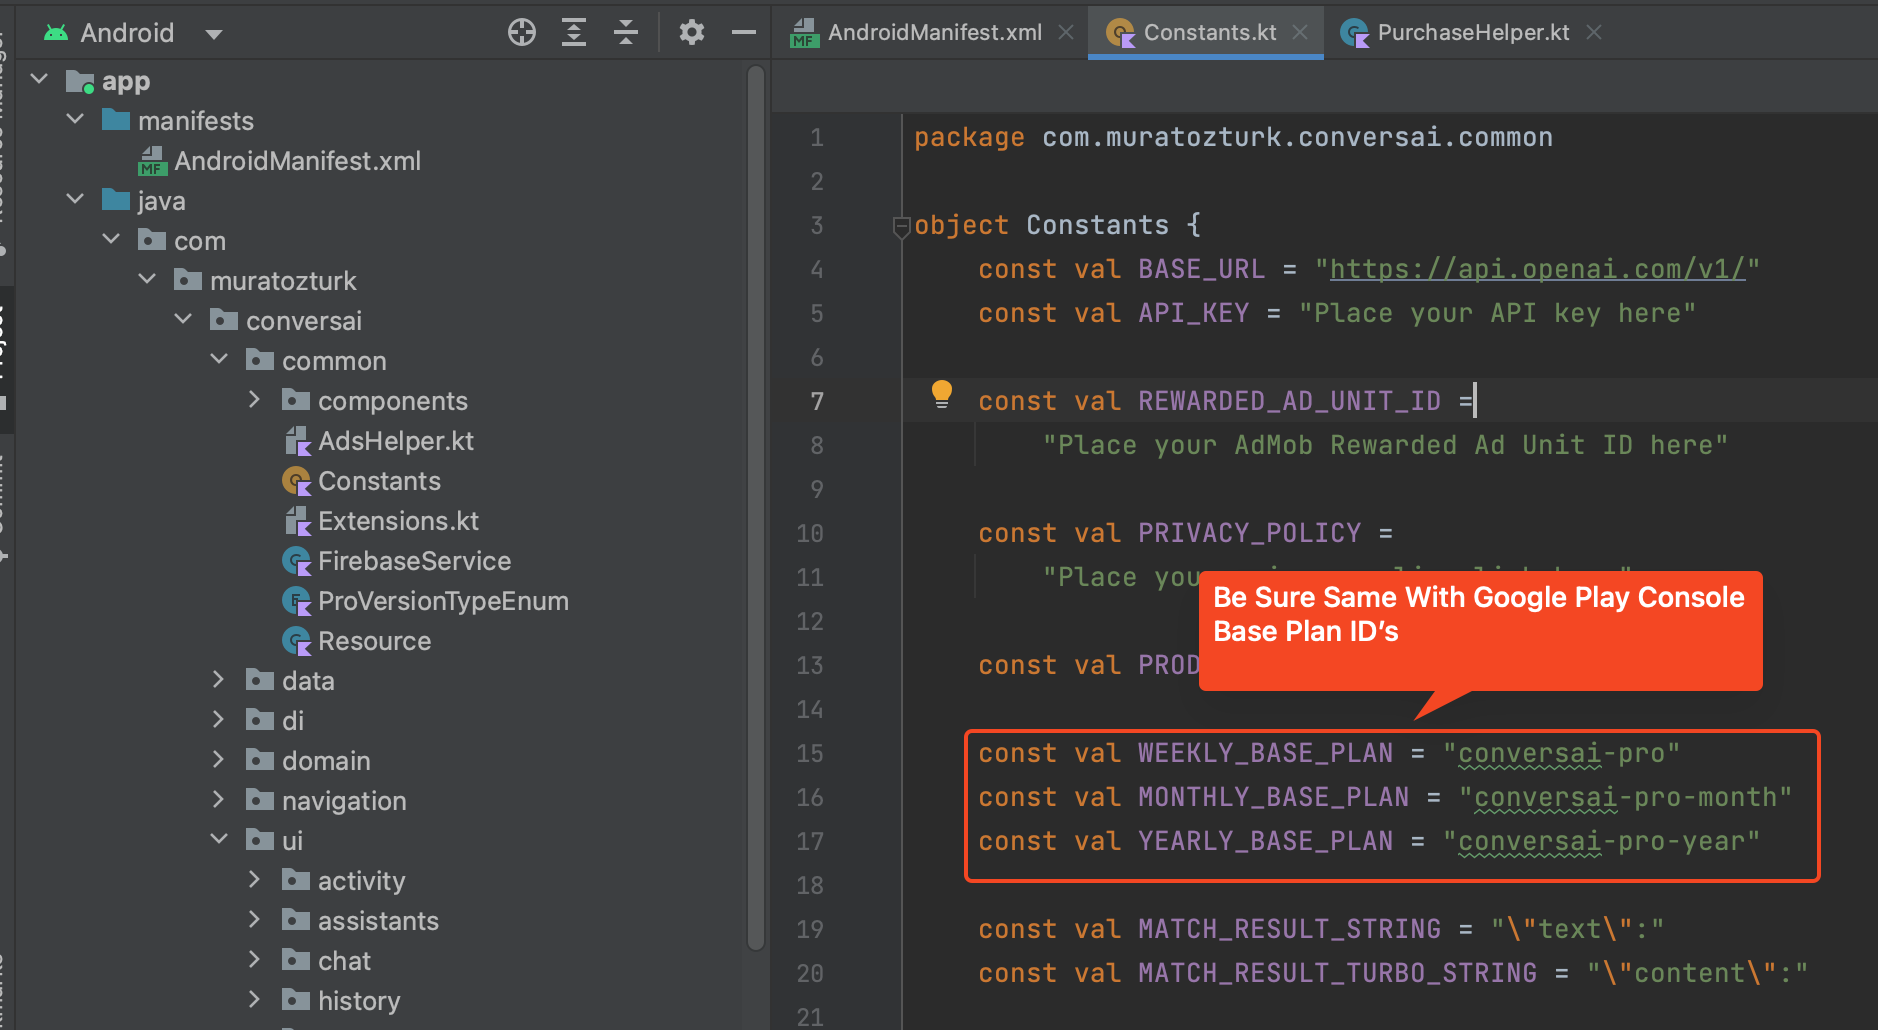 Android
AndroidManifest.xml
Constants.kt
PurchaseHelper.kt
app
manifests
MF AndroidManifest.xml
java
com
muratozturk
conversai
common
components
AdsHelper.kt
Constants
Extensions.kt
FirebaseService
ProVersionTypeEnum
Resource
data
di
domain
navigation
ui
activity
assistants
chat
history
1 package com.muratozturk.conversai.common
2
3 object Constants {
4 const val BASE_URL = "https://api.openai.com/v1/"
5 const val API_KEY = "Place your API key here"
6
7 const val REWARDED_AD_UNIT_ID =
8 "Place your AdMob Rewarded Ad Unit ID here"
9
10 const val PRIVACY_POLICY =
11 "Place you
12
13 const val PROD
14
15 const val WEEKLY_BASE_PLAN = "conversai-pro"
16 const val MONTHLY_BASE_PLAN = "conversai-pro-month"
17 const val YEARLY_BASE_PLAN = "conversai-pro-year"
18
19 const val MATCH_RESULT_STRING = "\"text\":"
20 const val MATCH_RESULT_TURBO_STRING = "\"content\":"
21
Be Sure Same With Google Play Console
Base Plan ID's